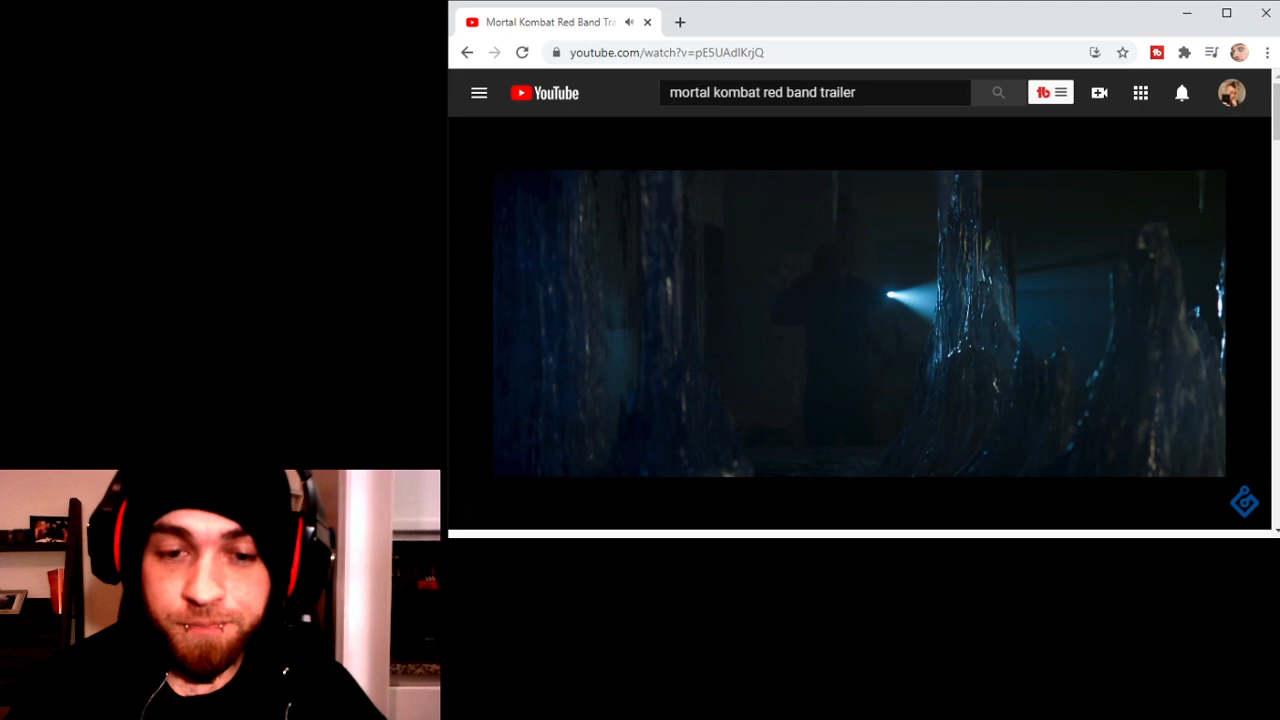 Mortal Kombat Red Band Tra
youtube.com/watch?v=pE5UAdlKrjQ
YouTube
mortal kombat red band trailer